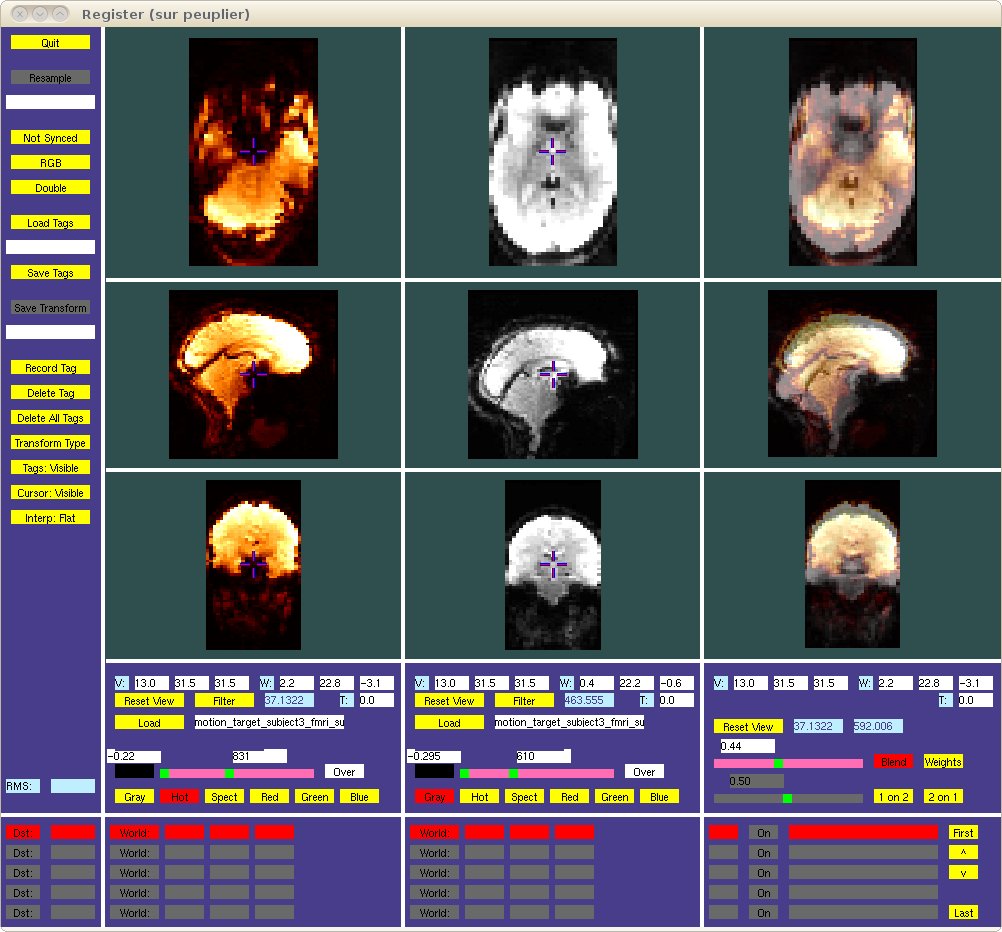 Register (sur peuplier)
Quit
Resample
Not Synced
RGB
Double
Load Tags
Save Tags
Save Transform
Record Tag
Delete Tag
Delete All Tags
Transform Type
Tags: Visible
Cursor: Visible
Interp: Flat
RMS:
V: 13.0 31.5 31.5 W: 2.2 22.8 -3.1
Reset View Filter 37.1322 T: 0.0
Load motion_target_subject3_fmri_su
-0.22 831
Over
Gray Hot Spect Red Green Blue
V: 13.0 31.5 31.5 W: 0.4 22.2 -0.6
Reset View Filter 463.555 T: 0.0
Load motion_target_subject3_fmri_su
-0.295 610
Over
Gray Hot Spect Red Green Blue
V: 13.0 31.5 31.5 W: 2.2 22.8 -3.1
T: 0.0
Reset View 37.1322 592.006
0.44
Blend Weights
0.50
1 on 2 2 on 1
Dst: World: World: On First
Dst: World: World: On ^
Dst: World: World: On v
Dst: World: World: On
Dst: World: World: On Last